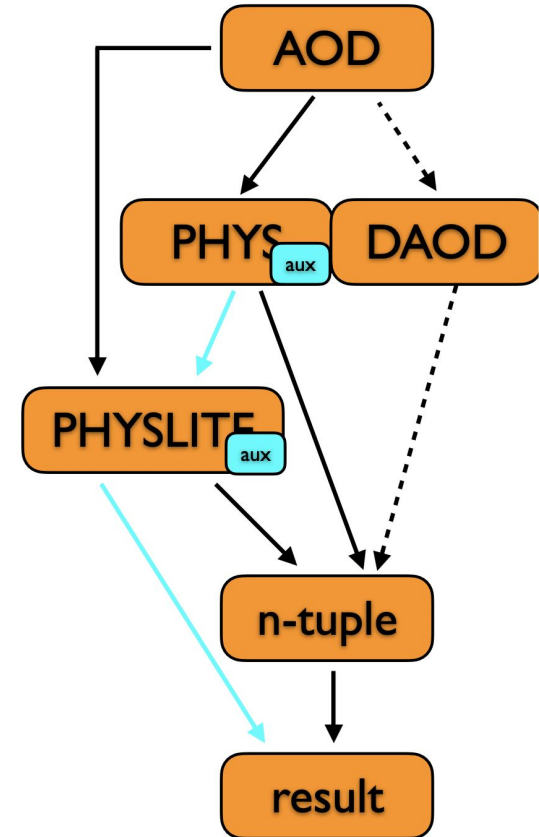 AOD
PHYS
aux
DAOD
PHYSLITE
aux
n-tuple
result